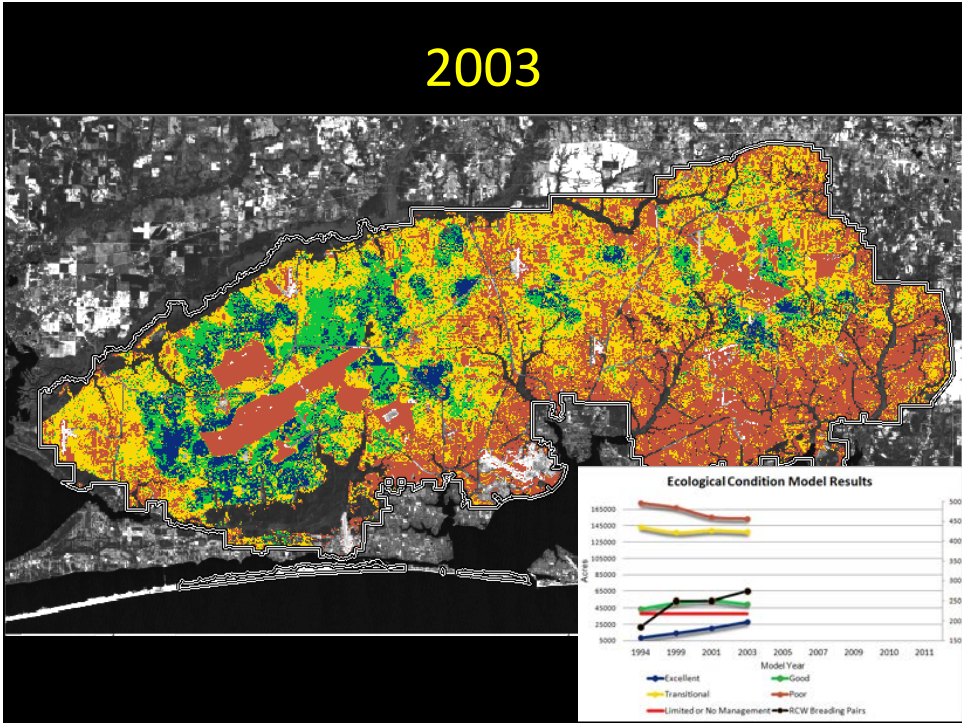 2003
Ecological Condition Model Results
165000
145000
125000
105000
85000
65000
45000
25000
5000
Acres
500
450
400
350
300
250
200
150
1994 1999 2001 2003 2005 2007 2009 2010 2011
Model Year
Excellent Good
Transitional Poor
Limited or No Management RCW Breading Pairs